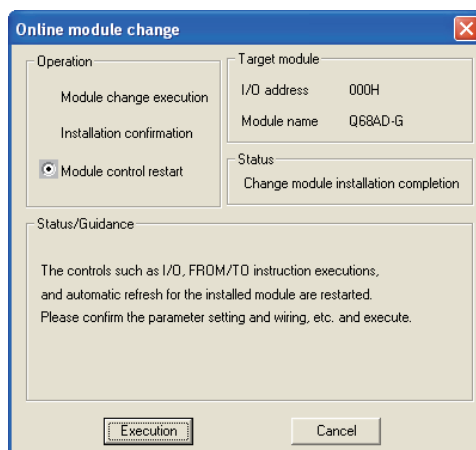 Online module change
Operation
Module change execution
Installation confirmation
Module control restart
Target module
I/O address 000H
Module name Q68AD-G
Status
Change module installation completion
Status/Guidance
The controls such as I/O, FROM/TO instruction executions,
and automatic refresh for the installed module are restarted.
Please confirm the parameter setting and wiring, etc. and execute.
Execution
Cancel